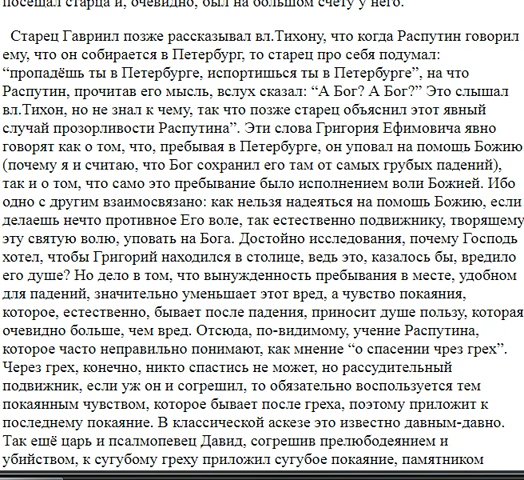 посещал старца и, очевидно, был на большом счету у него.
Старец Гавриил позже рассказывал вл.Тихону, что когда Распутин говорил
ему, что он собирается в Петербург, то старец про себя подумал:
“пропадёшь ты в Петербурге, испортишься ты в Петербурге”, на что
Распутин, прочитав его мысль, вслух сказал: “А Бог? А Бог?” Это слышал
вл.Тихон, но не знал к чему, так что позже старец объяснил этот явный
случай прозорливости Распутина”. Эти слова Григория Ефимовича явно
говорят как о том, что, пребывая в Петербурге, он уповал на помощь Божию
(почему я и считаю, что Бог сохранил его там от самых грубых падений),
так и о том, что само это пребывание было исполнением воли Божией. Ибо
одно с другим взаимосвязано: как нельзя надеяться на помощь Божию, если
делаешь нечто противное Его воле, так естественно подвижнику, творящему
эту святую волю, уповать на Бога. Достойно исследования, почему Господь
хотел, чтобы Григорий находился в столице, ведь это, казалось бы, вредило
его душе? Но дело в том, что вынужденность пребывания в месте, удобном
для падений, значительно уменьшает этот вред, а чувство покаяния,
которое, естественно, бывает после падения, приносит душе пользу, которая
очевидно больше, чем вред. Отсюда, по-видимому, учение Распутина,
которое часто неправильно понимают, как мнение “о спасении чрез грех”.
Через грех, конечно, никто спастись не может, но рассудительный
подвижник, если уж он и согрешил, то обязательно воспользуется тем
покаянным чувством, которое бывает после греха, поэтому приложит к
последнему покаяние. В классической аскезе это известно давным-давно.
Так ешё царь и псалмопевец Давид, согрешив прелюбодеянием и
убийством, к сугубому греху приложил сугубое покаяние, памятником